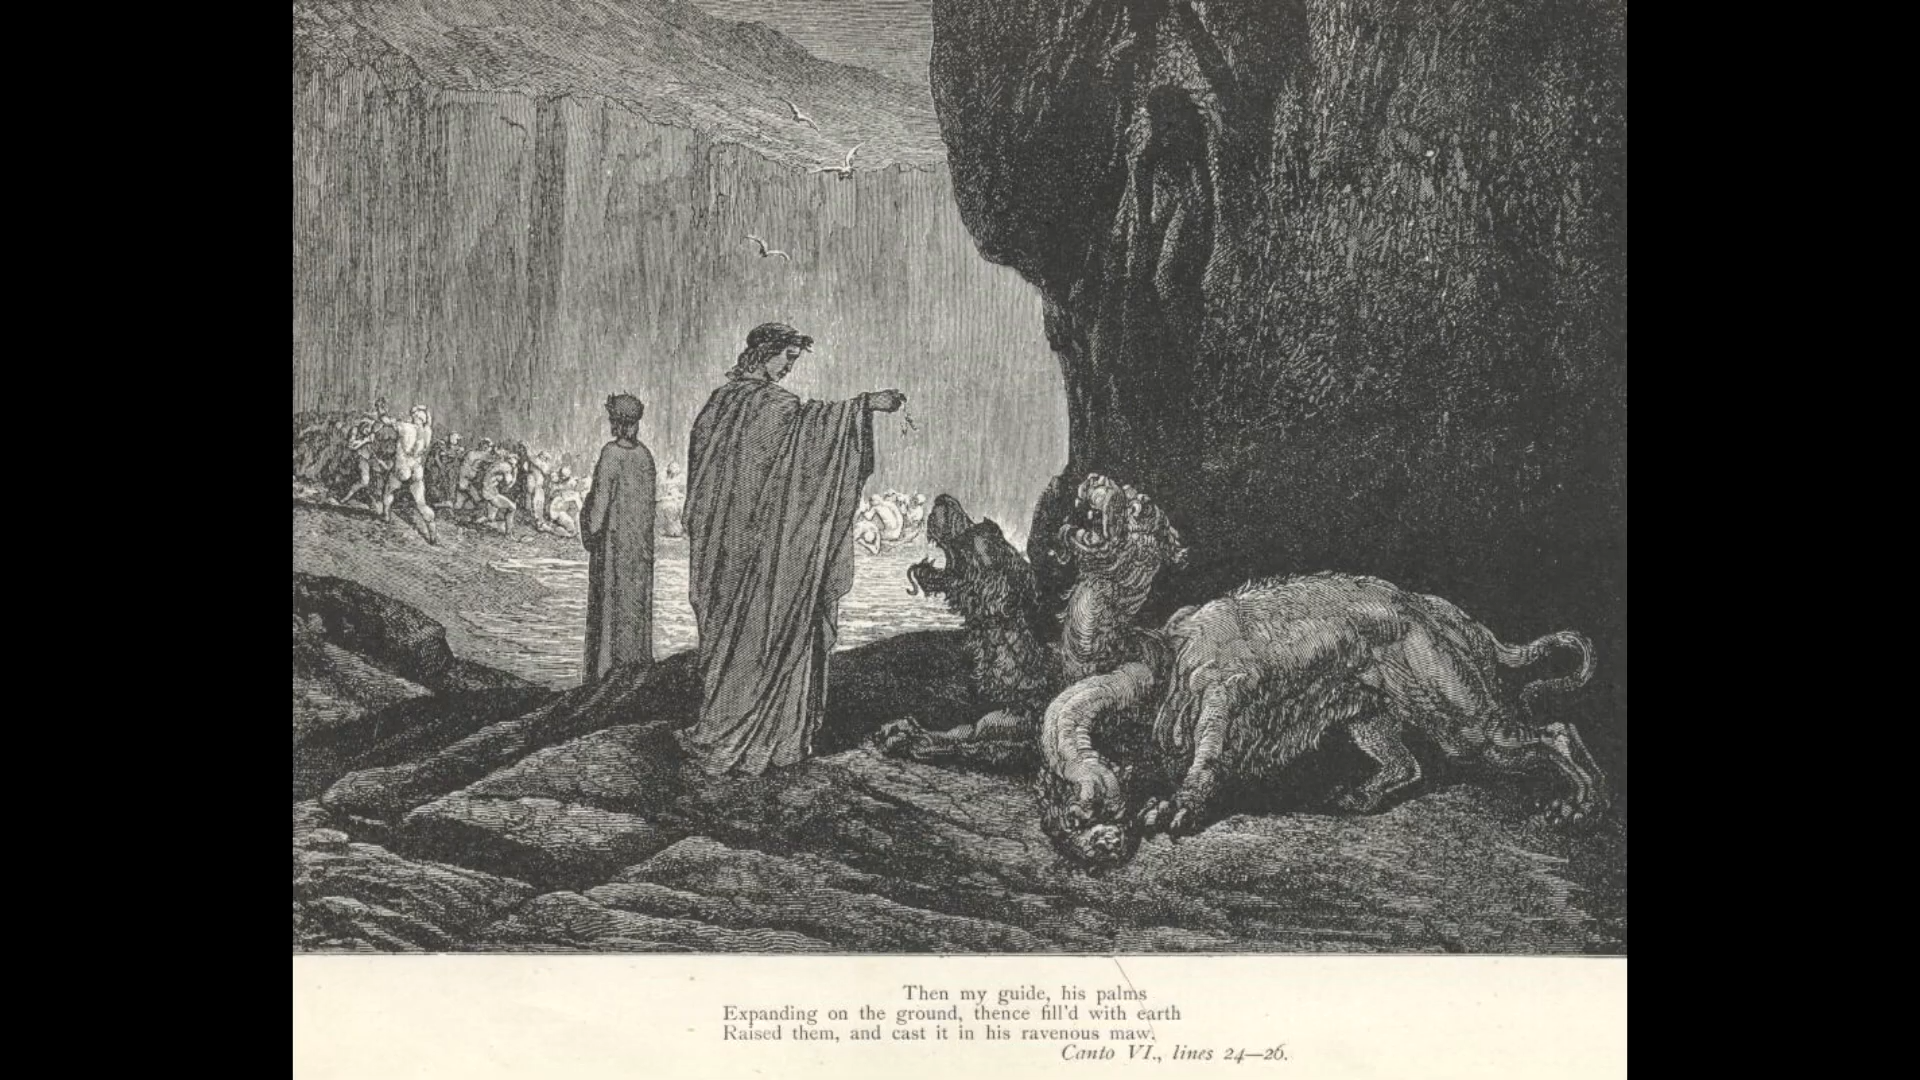 Then my guide, his palms
Expanding on the ground, thence fill'd with earth
Raised them, and cast it in his ravenous maw.
Canto VI., lines 24—26.